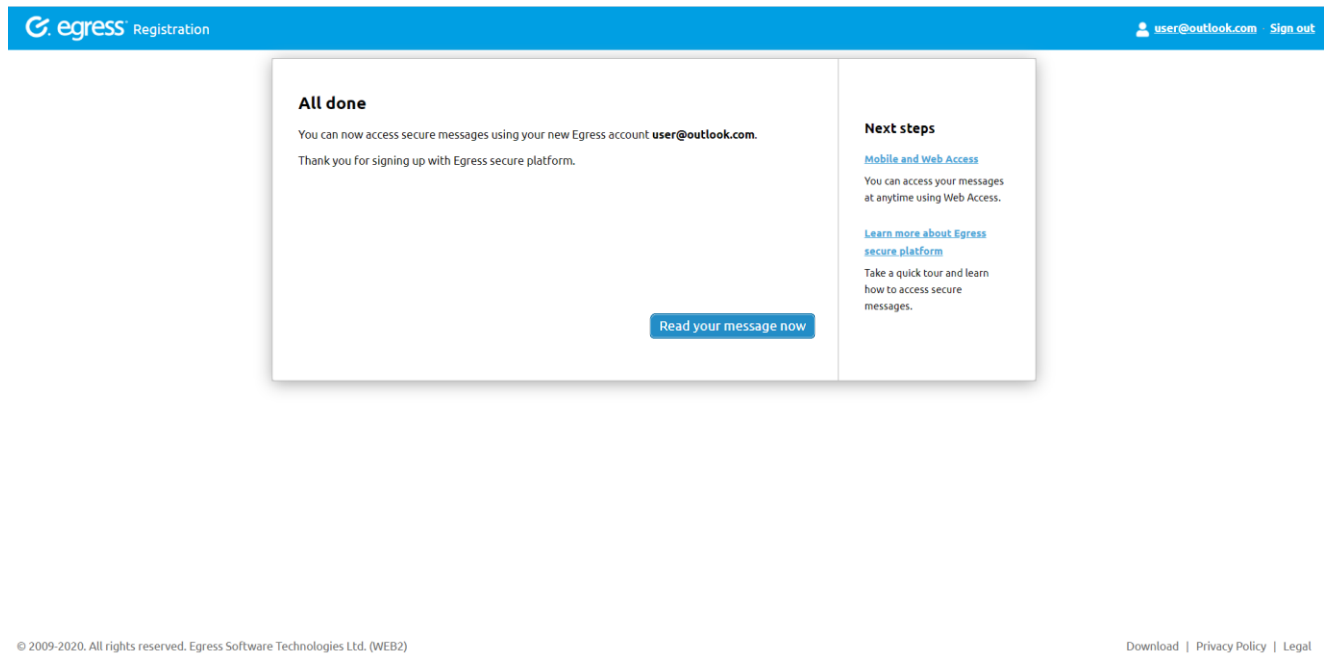 egress Registration
user@outlook.com · Sign out
All done
You can now access secure messages using your new Egress account user@outlook.com.
Thank you for signing up with Egress secure platform.
Read your message now
Next steps
Mobile and Web Access
You can access your messages
at anytime using Web Access.
Learn more about Egress
secure platform
Take a quick tour and learn
how to access secure
messages.
© 2009-2020. All rights reserved. Egress Software Technologies Ltd. (WEB2)
Download | Privacy Policy | Legal